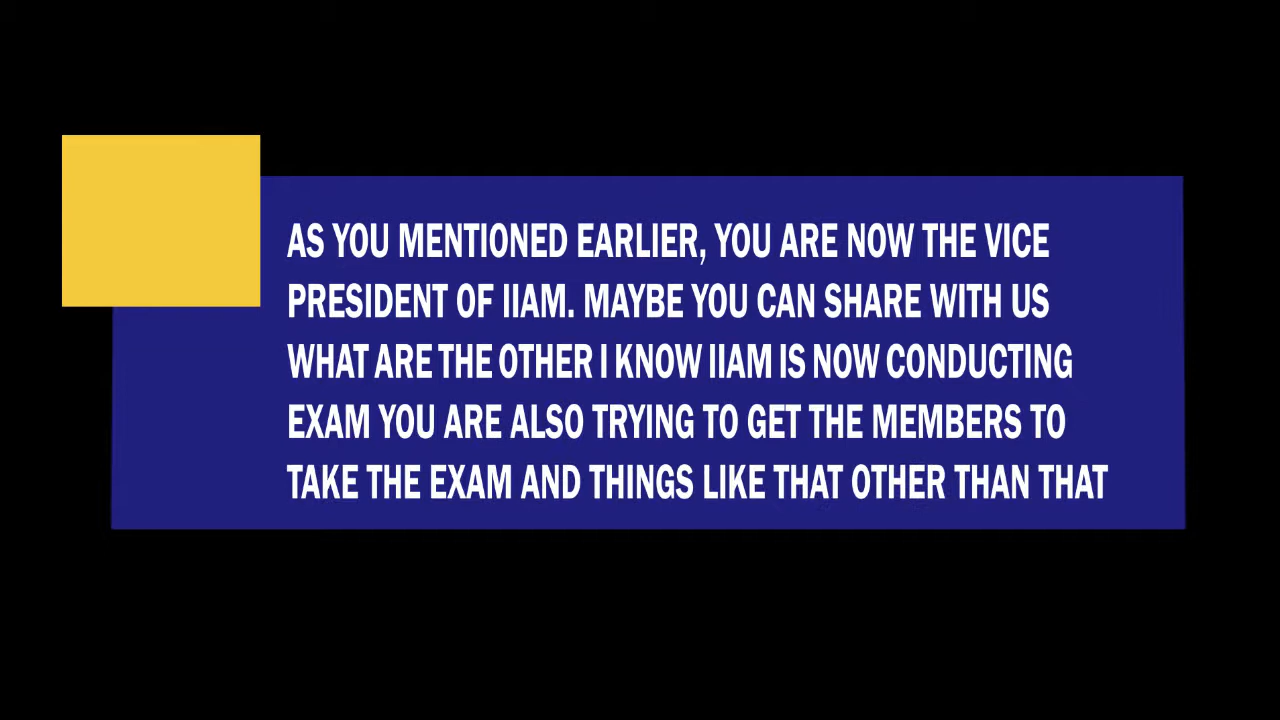 AS YOU MENTIONED EARLIER, YOU ARE NOW THE VICE
PRESIDENT OF IIAM. MAYBE YOU CAN SHARE WITH US
WHAT ARE THE OTHER I KNOW IIAM IS NOW CONDUCTING
EXAM YOU ARE ALSO TRYING TO GET THE MEMBERS TO
TAKE THE EXAM AND THINGS LIKE THAT OTHER THAN THAT